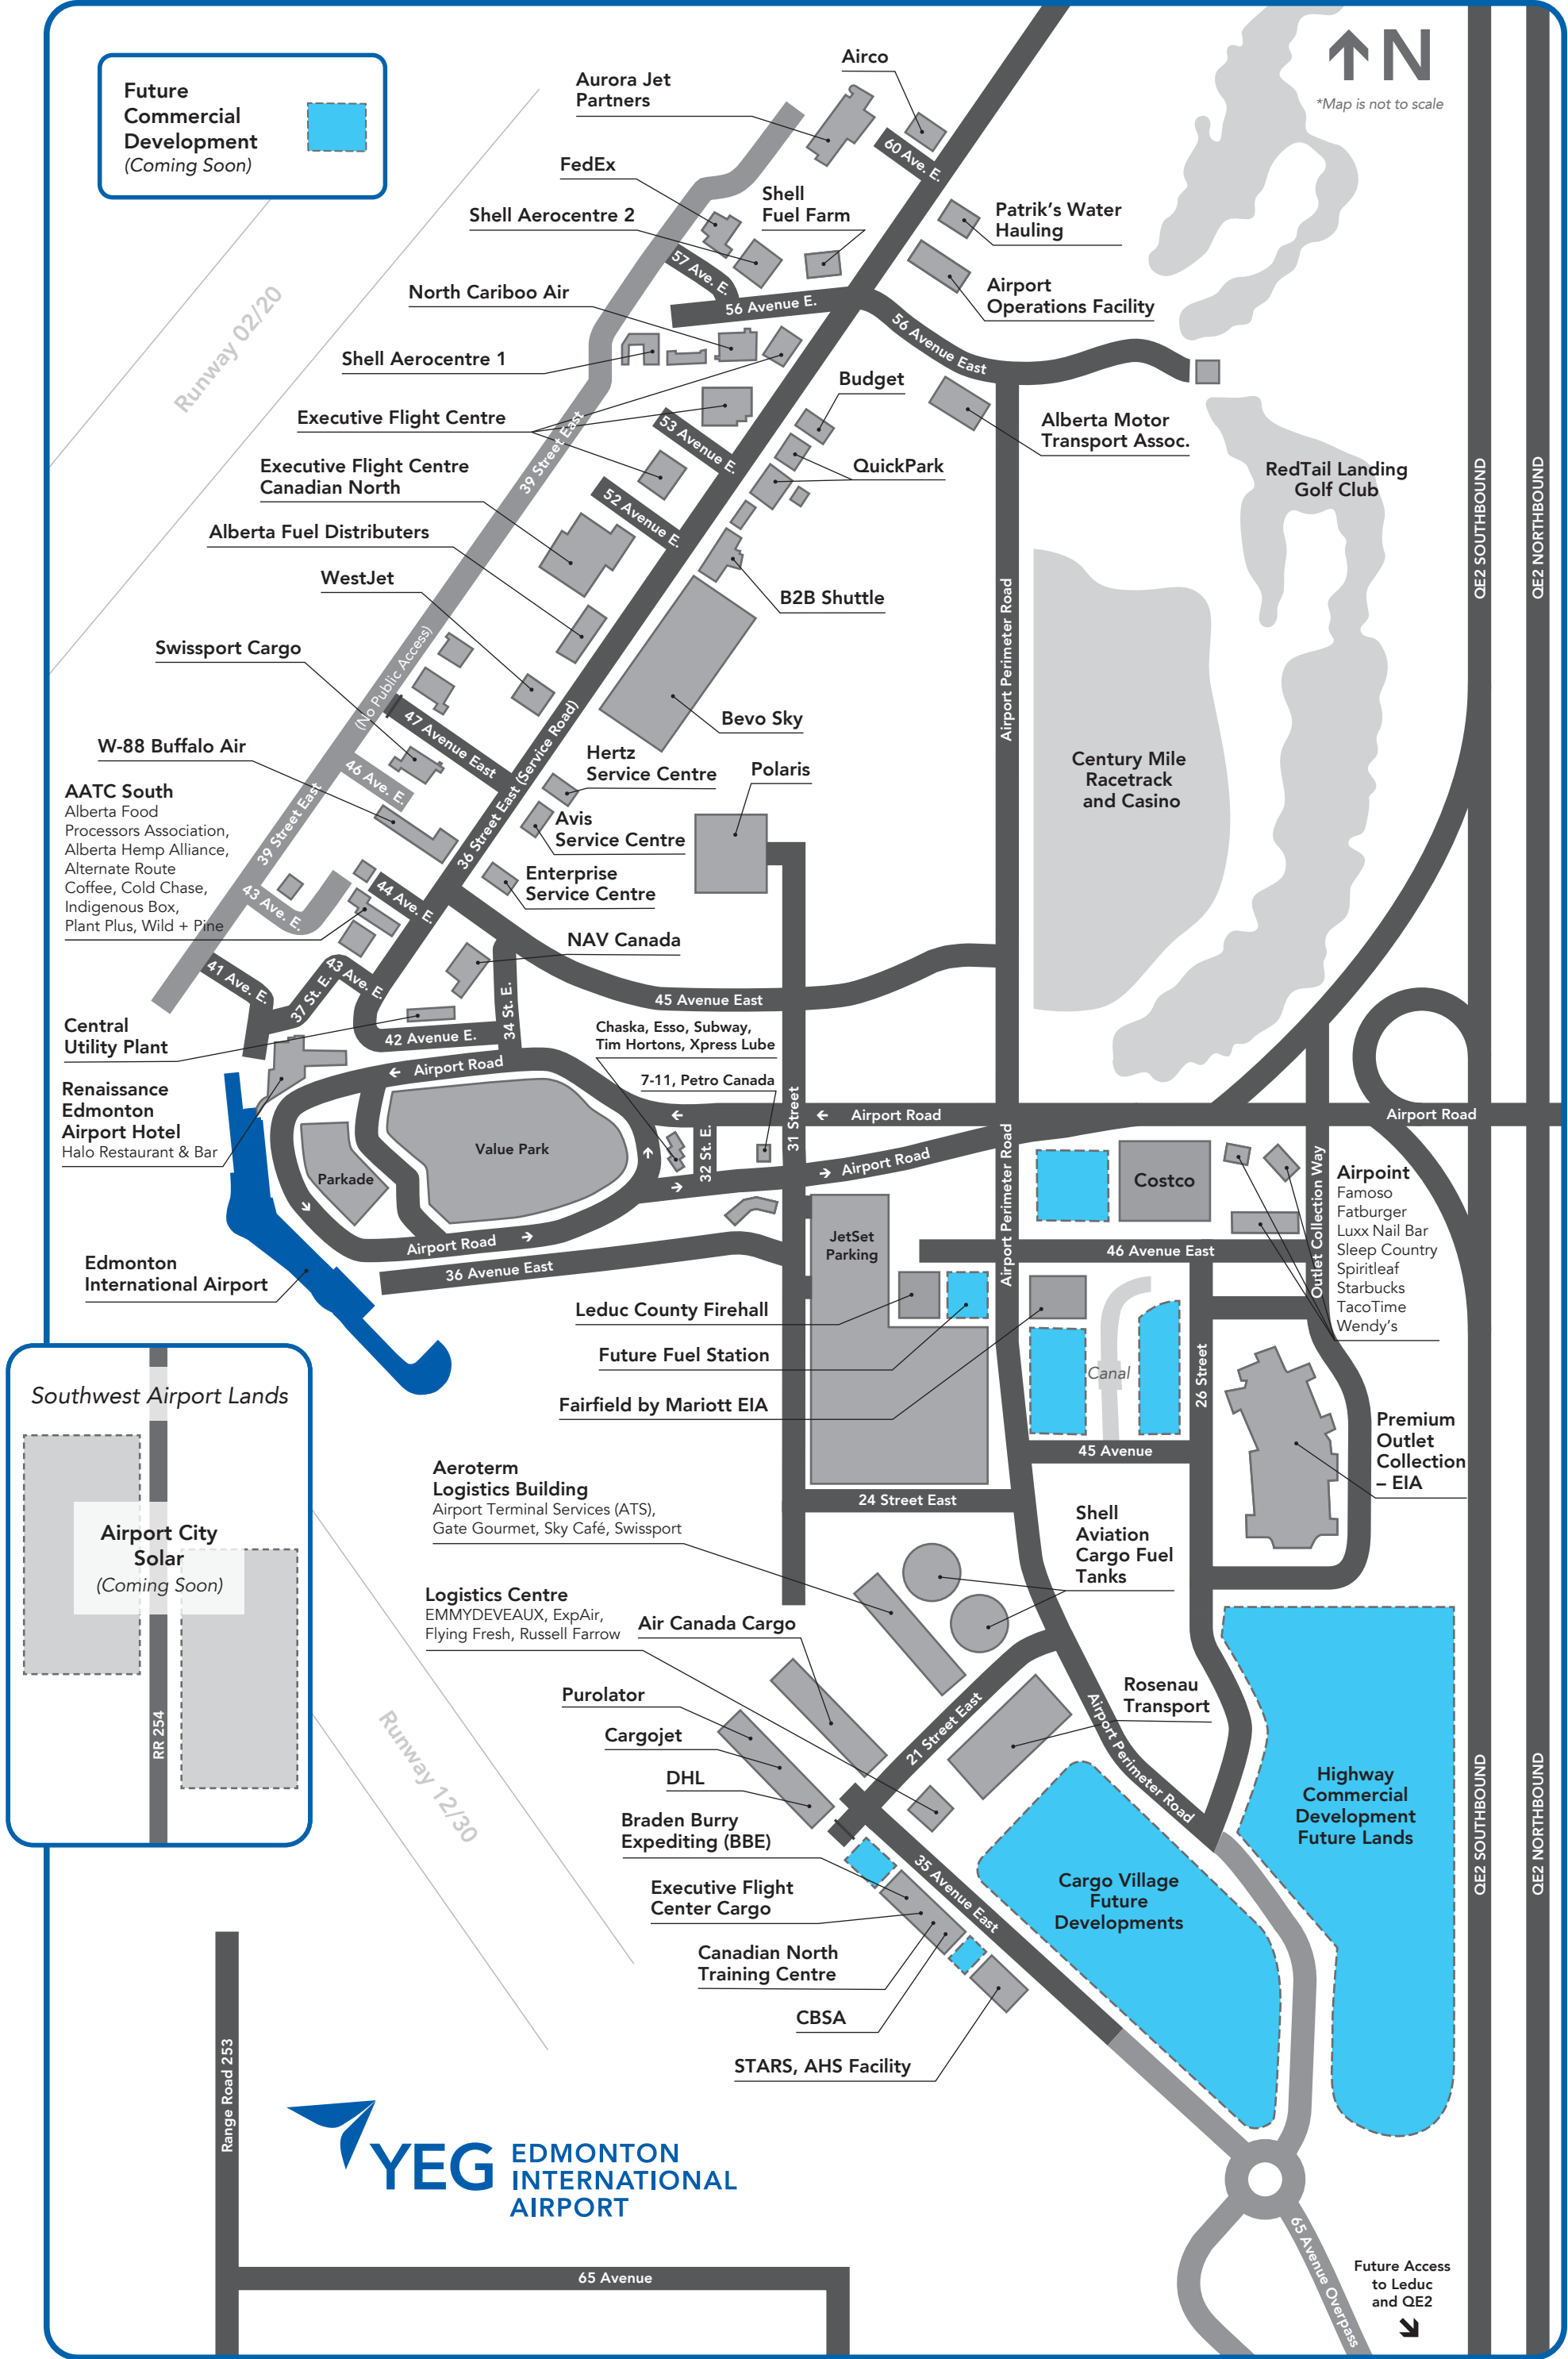 Future
Commercial
Development
(Coming Soon)
N
*Map is not to scale
Airco
Aurora Jet
Partners
60 Ave. E.
FedEx
Shell
Fuel Farm
Shell Aerocentre 2
Patrik's Water
Hauling
57 Ave. E.
Airport
Operations Facility
North Cariboo Air
56 Avenue E.
56 Avenue East
Runway 02/20
Shell Aerocentre 1
Budget
Executive Flight Centre
53 Avenue E.
Alberta Motor
Transport Assoc.
39 Street East
QuickPark
RedTail Landing
Golf Club
Executive Flight Centre
Canadian North
52 Avenue E.
QE2 SOUTHBOUND
QE2 NORTHBOUND
Alberta Fuel Distributers
WestJet
B2B Shuttle
Airport Perimeter Road
Swissport Cargo
(No Public Access)
Bevo Sky
47 Avenue East
W-88 Buffalo Air
Hertz
Service Centre
Polaris
Century Mile
Racetrack
and Casino
46 Ave. E.
36 Street East (Service Road)
AATC South
Alberta Food
Processors Association,
Alberta Hemp Alliance,
Alternate Route
Coffee, Cold Chase,
Indigenous Box,
Plant Plus, Wild + Pine
Avis
Service Centre
39 Street East
Enterprise
Service Centre
43 Ave. E.
44 Ave. E.
NAV Canada
41 Ave. E.
37 St. E.
43 Ave. E.
45 Avenue East
34 St. E.
Central
Utility Plant
42 Avenue E.
Chaska, Esso, Subway,
Tim Hortons, Xpress Lube
Airport Road
7-11, Petro Canada
Renaissance
Edmonton
Airport Hotel
Halo Restaurant & Bar
31 Street
Airport Road
Airport Road
Value Park
32 St. E.
Airport Road
Parkade
Airport Perimeter Road
Costco
Outlet Collection Way
Airpoint
Famoso
Fatburger
Luxx Nail Bar
Sleep Country
Spiritleaf
Starbucks
TacoTime
Wendy's
Airport Road
JetSet
Parking
46 Avenue East
Edmonton
International Airport
36 Avenue East
Leduc County Firehall
Future Fuel Station
Canal
26 Street
Fairfield by Mariott EIA
Southwest Airport Lands
Premium
Outlet
Collection
– EIA
45 Avenue
Aeroterm
Logistics Building
Airport Terminal Services (ATS),
Gate Gourmet, Sky Café, Swissport
24 Street East
Shell
Aviation
Cargo Fuel
Tanks
Airport City
Solar
(Coming Soon)
Logistics Centre
EMMYDEVEAUX, ExpAir,
Flying Fresh, Russell Farrow
Air Canada Cargo
Rosenau
Transport
Purolator
RR 254
Runway 12/30
21 Street East
Airport Perimeter Road
Cargojet
DHL
Highway
Commercial
Development
Future Lands
QE2 SOUTHBOUND
QE2 NORTHBOUND
Braden Burry
Expediting (BBE)
35 Avenue East
Cargo Village
Future
Developments
Executive Flight
Center Cargo
Canadian North
Training Centre
CBSA
STARS, AHS Facility
Range Road 253
YEG
EDMONTON
INTERNATIONAL
AIRPORT
65 Avenue
65 Avenue Overpass
Future Access
to Leduc
and QE2